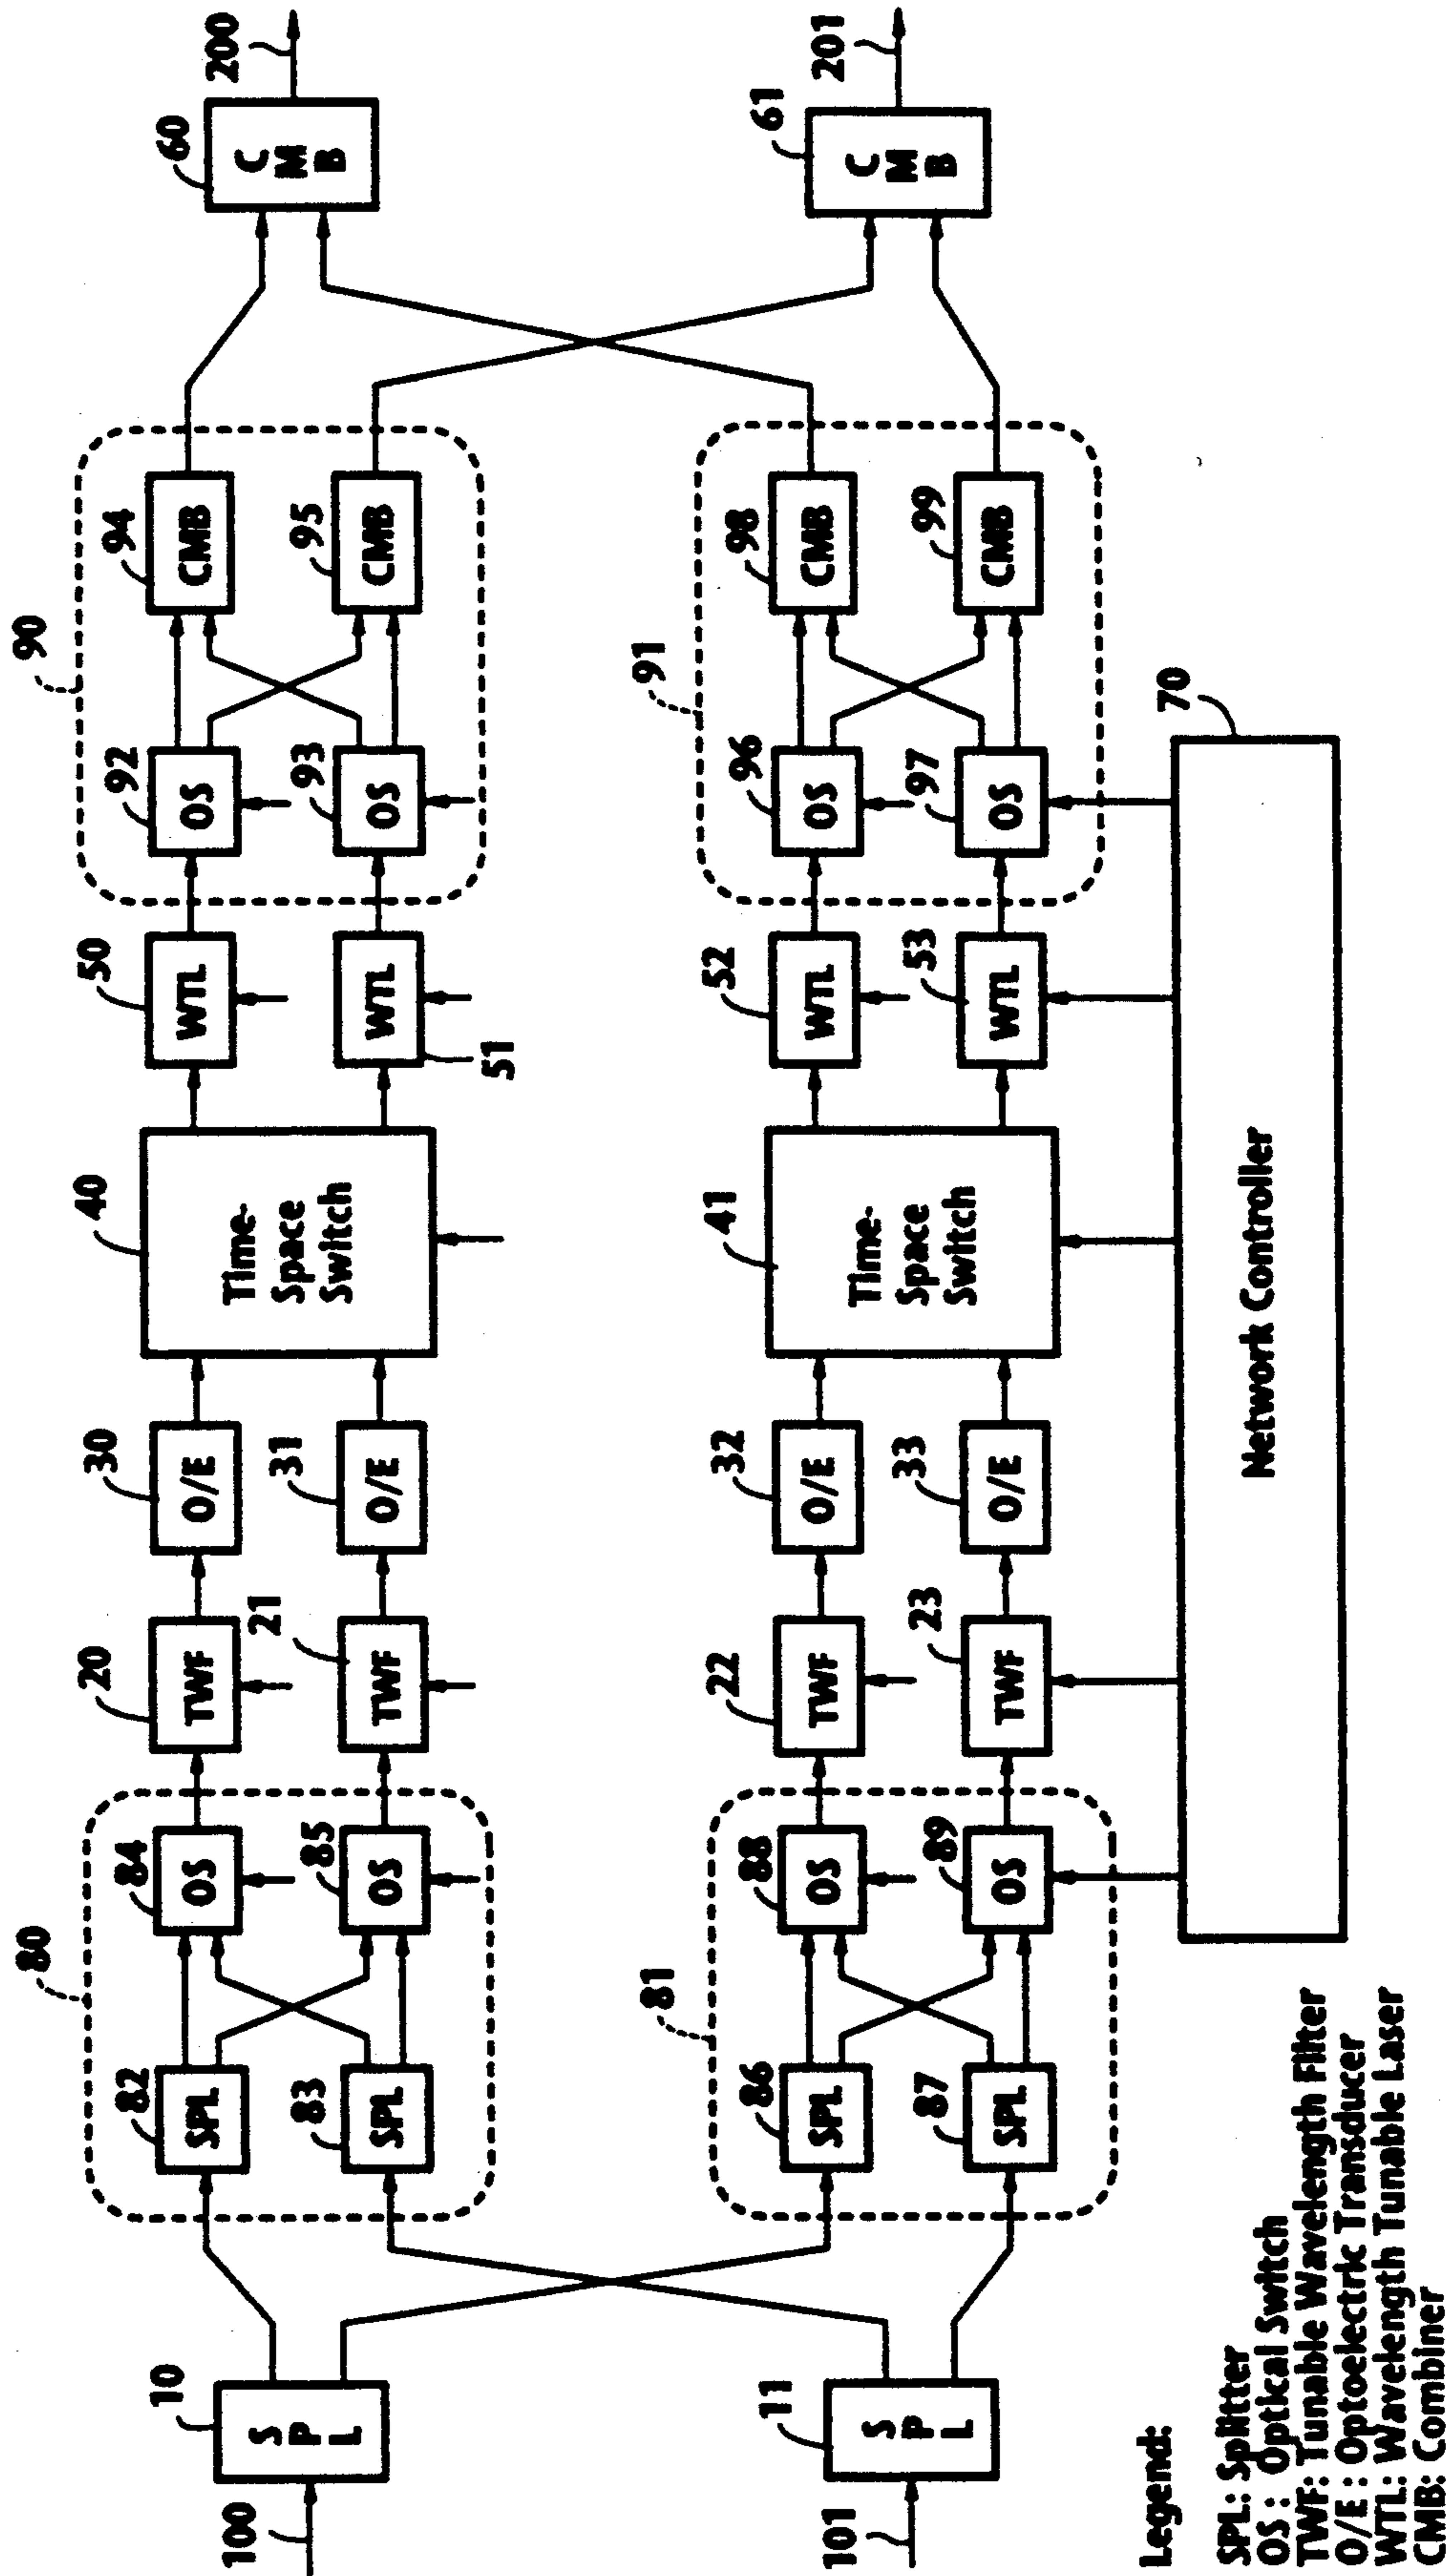 100
10
S
P
L
101
11
S
P
L
80
82
SPL
83
SPL
84
OS
85
OS
81
86
SPL
87
SPL
88
OS
89
OS
20
TWF
21
TWF
22
TWF
23
TWF
30
O/E
31
O/E
32
O/E
33
O/E
40
Time-
Space
Switch
41
Time-
Space
Switch
50
WTL
51
WTL
52
WTL
53
WTL
90
92
OS
93
OS
94
CMB
95
CMB
91
96
OS
97
OS
98
CMB
99
CMB
60
C
M
B
200
61
C
M
B
201
70
Network Controller
Legend:
SPL: Splitter
OS : Optical Switch
TWF: Tunable Wavelength Filter
O/E : Optoelectric Transducer
WTL: Wavelength Tunable Laser
CMB: Combiner